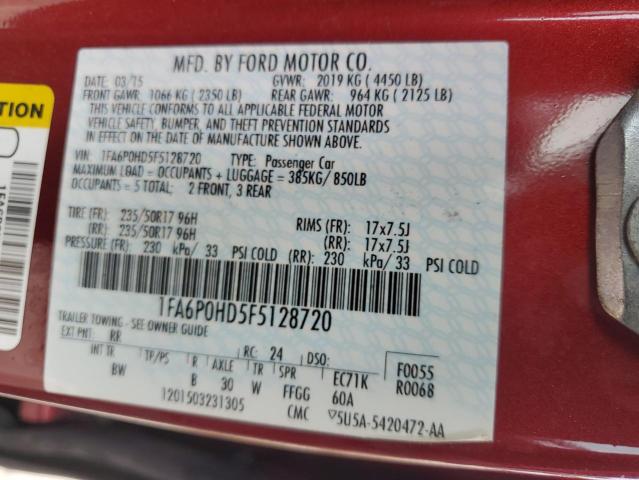 MFD. BY FORD MOTOR CO.
DATE: 03/15 GVWR: 2019 KG ( 4450 LB)
FRONT GAWR: 1066 KG ( 2350 LB) REAR GAWR: 964 KG ( 2125 LB)
THIS VEHICLE CONFORMS TO ALL APPLICABLE FEDERAL MOTOR
VEHICLE SAFETY, BUMPER, AND THEFT PREVENTION STANDARDS
IN EFFECT ON THE DATE OF MANUFACTURE SHOWN ABOVE.
VIN: 1FA6P0HD5F5128720 TYPE: Passenger Car
MAXIMUM LOAD = OCCUPANTS + LUGGAGE = 385KG/ 850LB
OCCUPANTS = 5 TOTAL: 2 FRONT, 3 REAR
TIRE (FR): 235/50R17 96H RIMS (FR): 17x7.5J
(RR): 235/50R17 96H (RR): 17x7.5J
PRESSURE (FR): 230 kPa/ 33 PSI COLD (RR): 230 kPa/ 33 PSI COLD
1FA6P0HD5F5128720
TRAILER TOWING - SEE OWNER GUIDE
EXT PNT: RR RC: 24 DSO: F0055
INT TR TP/PS R AXLE TR SPR EC71K R0068
BW B 30 W FFGG 60A
1201503231305 CMC ▽5U5A-5420472-AA